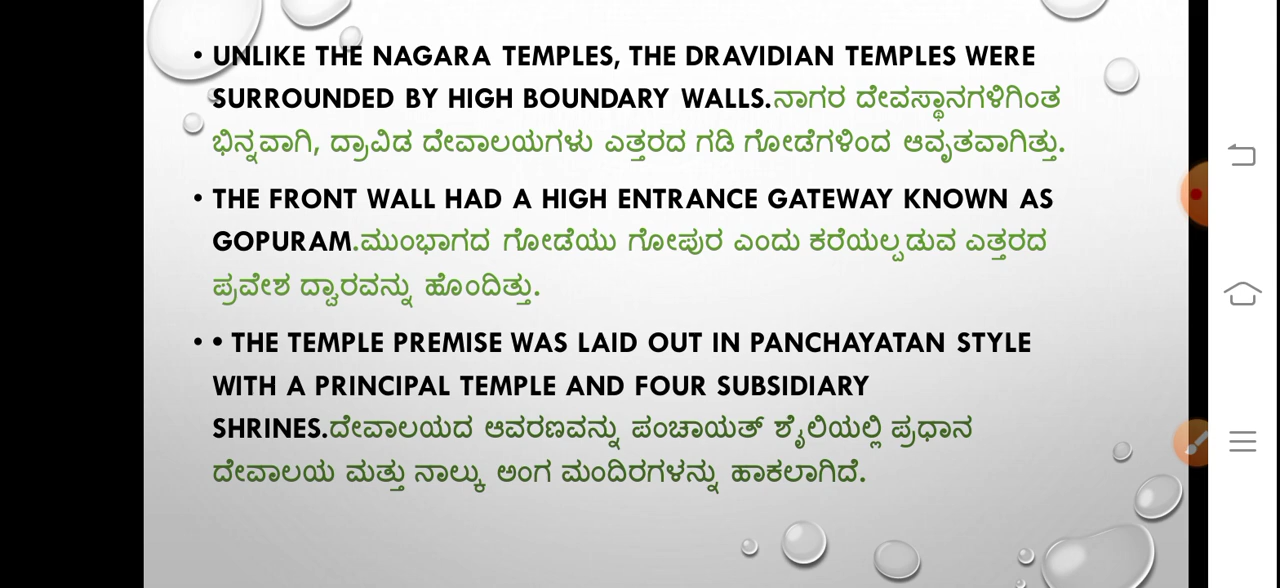 • UNLIKE THE NAGARA TEMPLES, THE DRAVIDIAN TEMPLES WERE
SURROUNDED BY HIGH BOUNDARY WALLS.ನಾಗರ ದೇವಸ್ಥಾನಗಳಿಗಿಂತ
ಭಿನ್ನವಾಗಿ, ದ್ರಾವಿಡ ದೇವಾಲಯಗಳು ಎತ್ತರದ ಗಡಿ ಗೋಡೆಗಳಿಂದ ಆವೃತವಾಗಿತ್ತು.
• THE FRONT WALL HAD A HIGH ENTRANCE GATEWAY KNOWN AS
GOPURAM.ಮುಂಭಾಗದ ಗೋಡೆಯು ಗೋಪುರ ಎಂದು ಕರೆಯಲ್ಪಡುವ ಎತ್ತರದ
ಪ್ರವೇಶ ದ್ವಾರವನ್ನು ಹೊಂದಿತ್ತು.
• • THE TEMPLE PREMISE WAS LAID OUT IN PANCHAYATAN STYLE
WITH A PRINCIPAL TEMPLE AND FOUR SUBSIDIARY
SHRINES.ದೇವಾಲಯದ ಆವರಣವನ್ನು ಪಂಚಾಯತ್ ಶೈಲಿಯಲ್ಲಿ ಪ್ರಧಾನ
ದೇವಾಲಯ ಮತ್ತು ನಾಲ್ಕು ಅಂಗ ಮಂದಿರಗಳನ್ನು ಹಾಕಲಾಗಿದೆ.